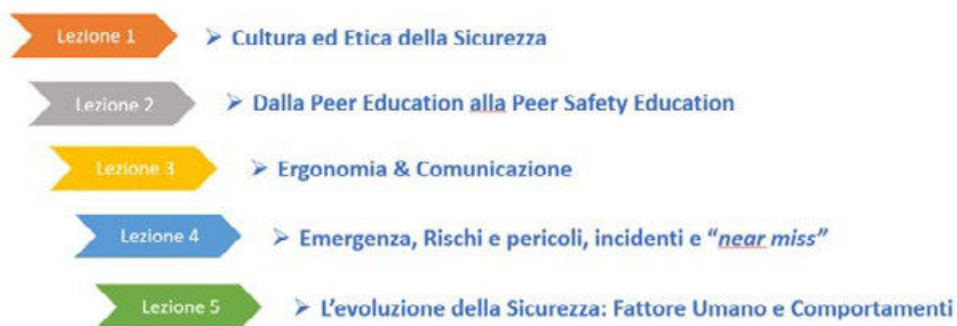 Lezione 1 ➢ Cultura ed Etica della Sicurezza
Lezione 2 ➢ Dalla Peer Education alla Peer Safety Education
Lezione 3 ➢ Ergonomia & Comunicazione
Lezione 4 ➢ Emergenza, Rischi e pericoli, incidenti e “near miss”
Lezione 5 ➢ L’evoluzione della Sicurezza: Fattore Umano e Comportamenti